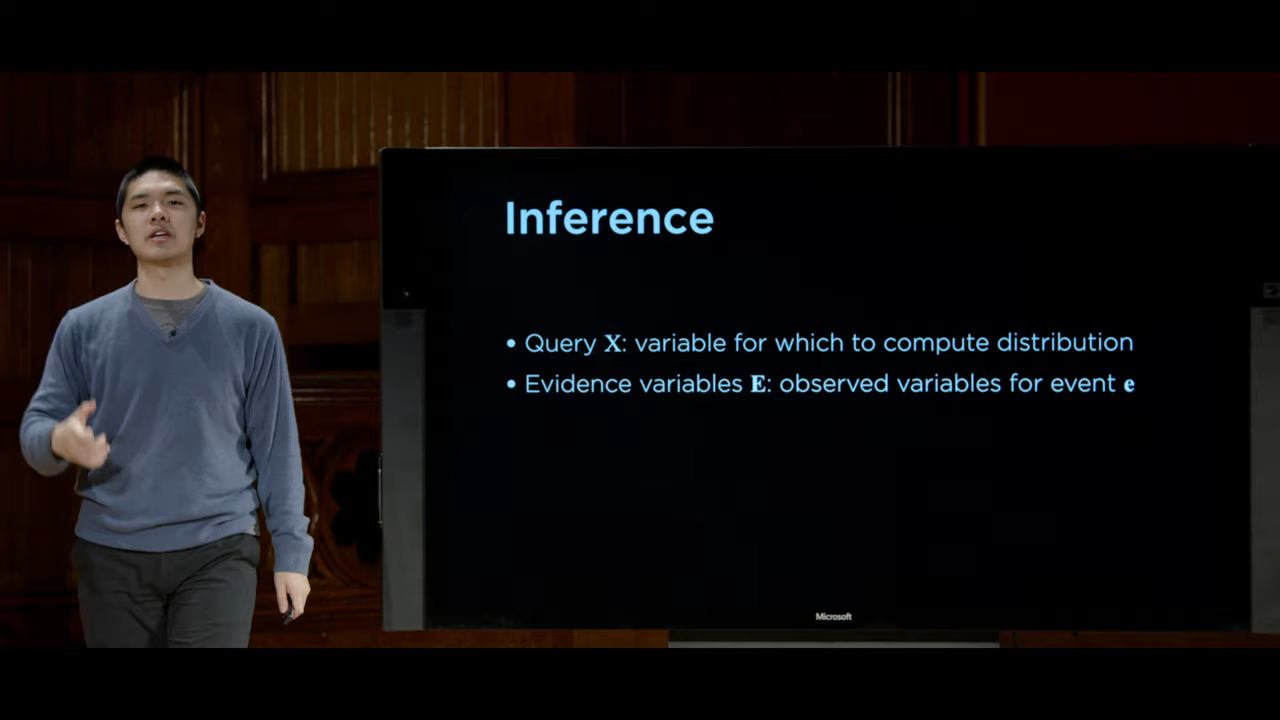 Inference
• Query X: variable for which to compute distribution
• Evidence variables E: observed variables for event e
Microsoft